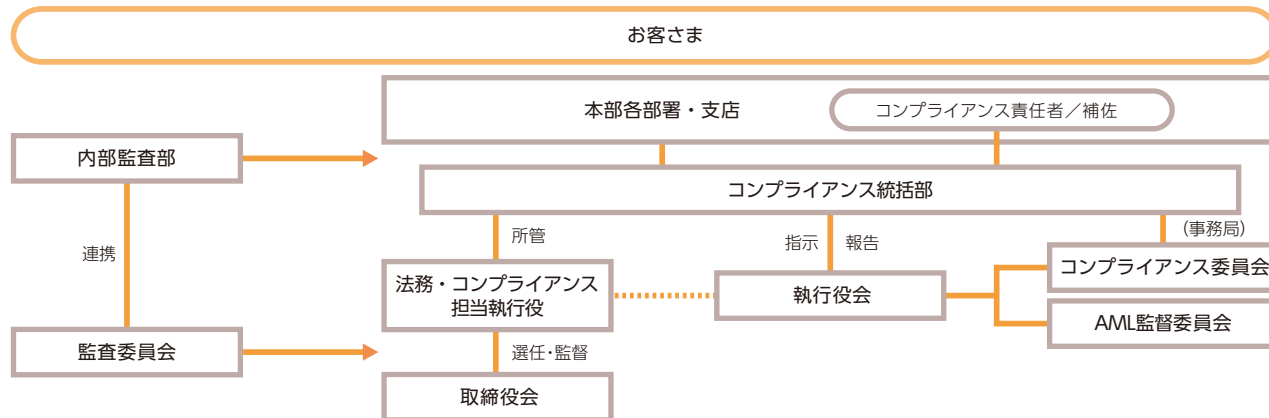 お客さま
本部各部署・支店
コンプライアンス責任者／補佐
内部監査部
コンプライアンス統括部
連携
所管
指示
報告
（事務局）
法務・コンプライアンス
担当執行役
執行役会
コンプライアンス委員会
AML監督委員会
監査委員会
選任・監督
取締役会